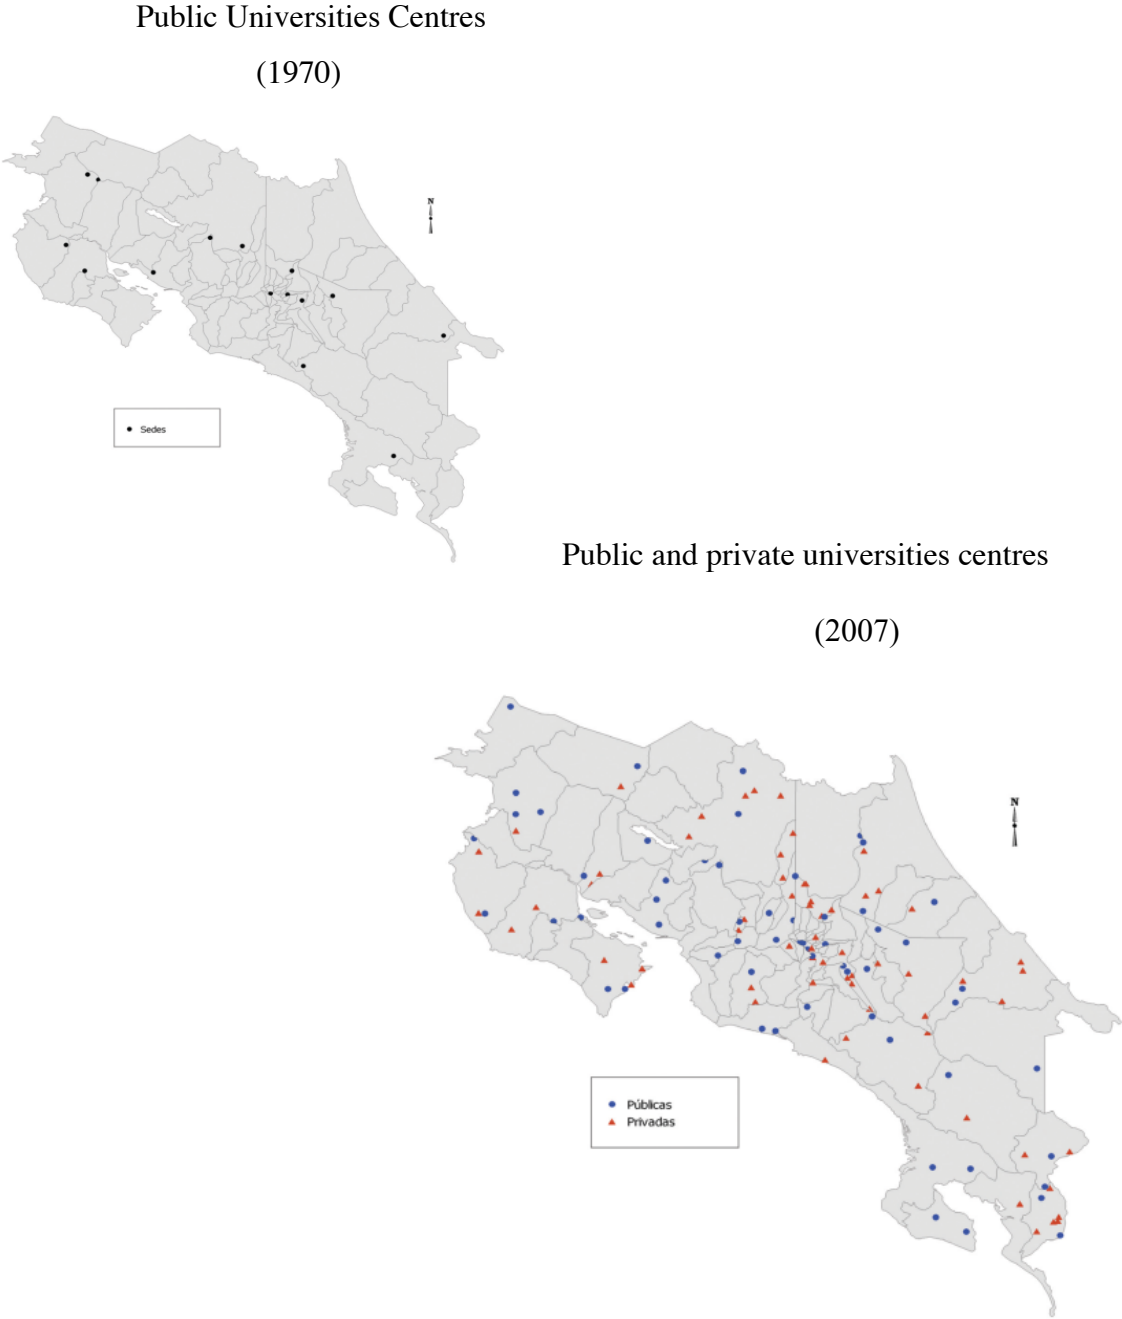 Public Universities Centres
(1970)
N
Sedes
Public and private universities centres
(2007)
N
Públicas
Privadas